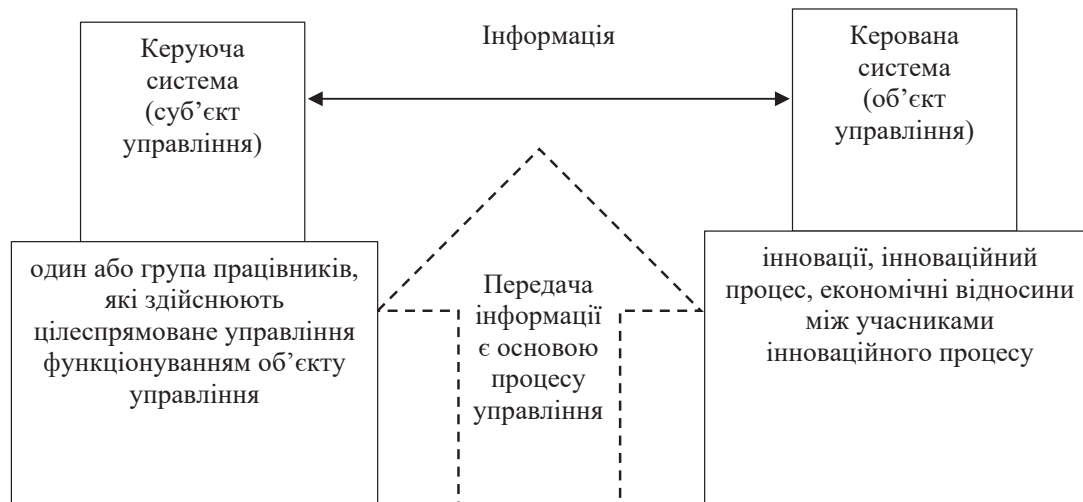 Керуюча
система
(суб’єкт
управління)
Інформація
Керована
система
(об’єкт
управління)
один або група працівників,
які здійснюють
цілеспрямоване управління
функціонуванням об’єкту
управління
Передача
інформації
є основою
процесу
управління
інновації, інноваційний
процес, економічні відносини
між учасниками
інноваційного процесу